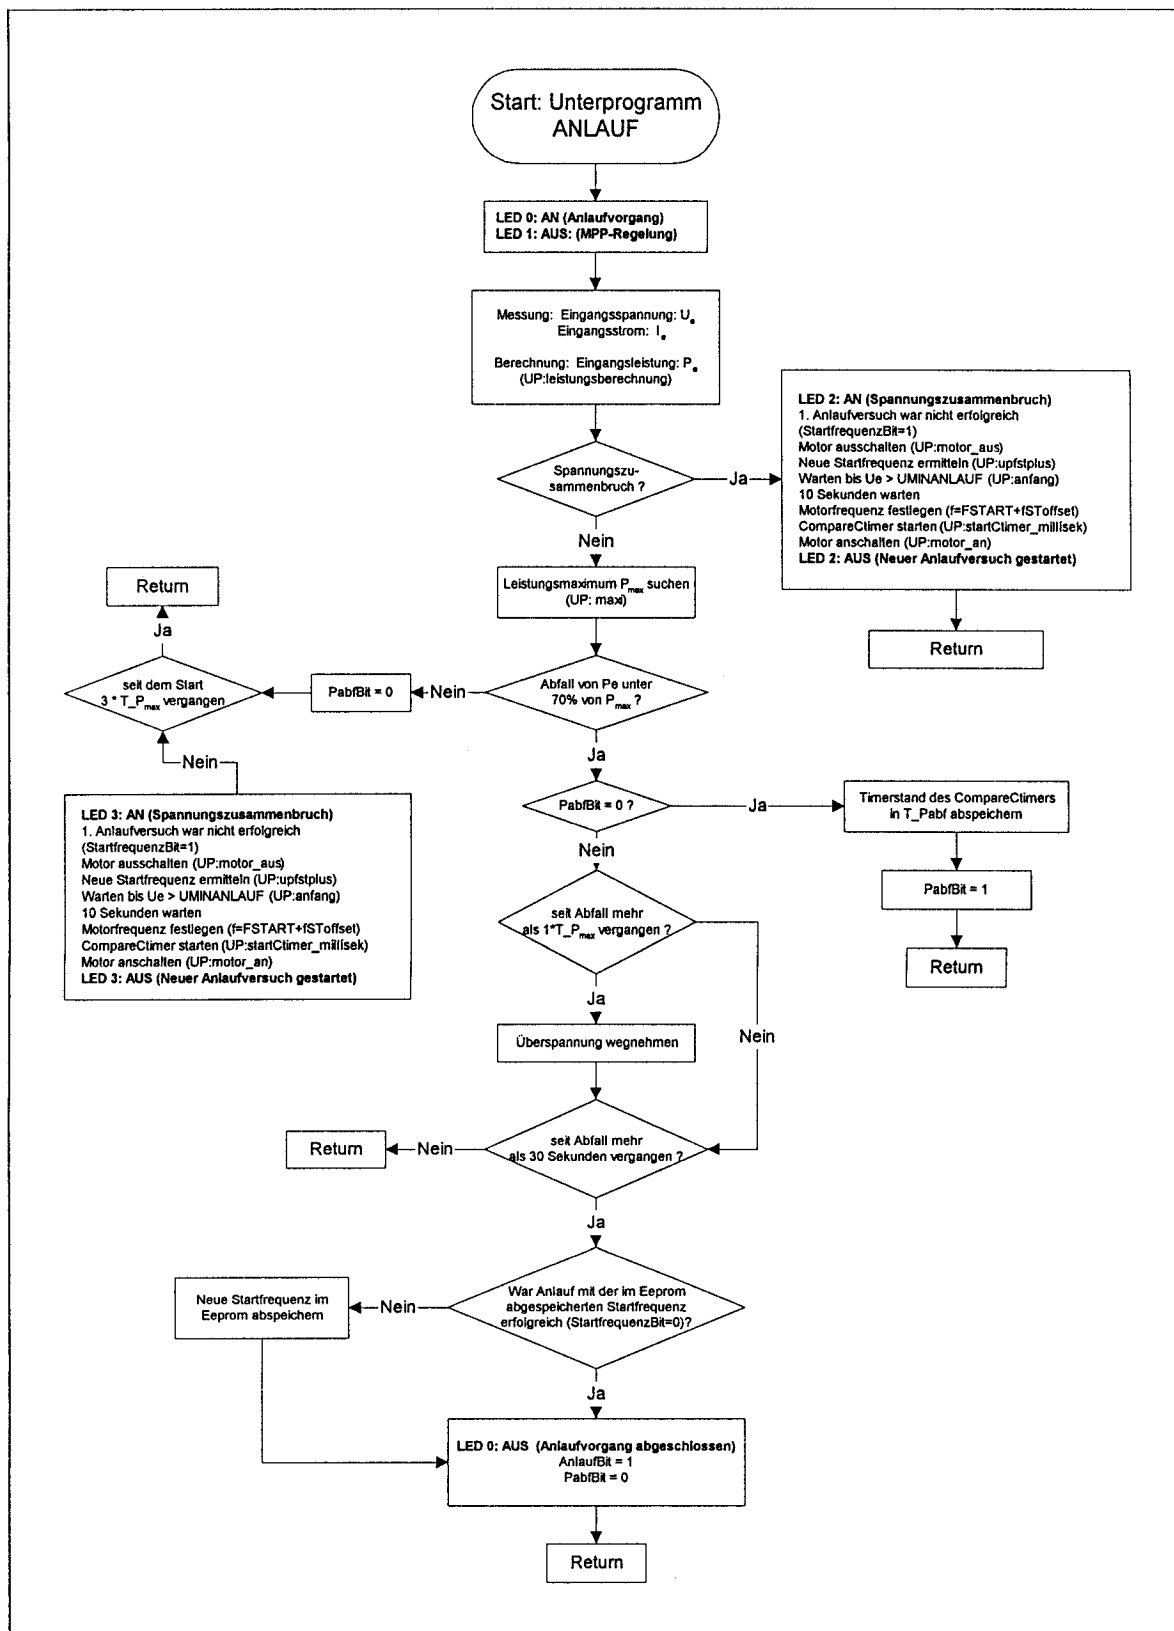 Start: Unterprogramm
ANLAUF
LED 0: AN (Anlaufvorgang)
LED 1: AUS: (MPP-Regelung)
Messung: Eingangsspannung: U_e
Eingangsstrom: I_e
Berechnung: Eingangsleistung: P_e
(UP:leistungsberechnung)
Spannungszu-
sammenbruch ?
Ja
LED 2: AN (Spannungszusammenbruch)
1. Anlaufversuch war nicht erfolgreich
(StartfrequenzBit=1)
Motor ausschalten (UP:motor_aus)
Neue Startfrequenz ermitteln (UP:upfstplus)
Warten bis Ue > UMINANLAUF (UP:anfang)
10 Sekunden warten
Motorfrequenz festlegen (f=FSTART+fSToffset)
CompareCtimer starten (UP:startCtimer_millisek)
Motor anschalten (UP:motor_an)
LED 2: AUS (Neuer Anlaufversuch gestartet)
Return
Nein
Leistungsmaximum P_max suchen
(UP: maxi)
Abfall von Pe unter
70% von P_max ?
Nein
PabfBit = 0
seit dem Start
3 * T_P_max vergangen
Ja
Return
Nein
LED 3: AN (Spannungszusammenbruch)
1. Anlaufversuch war nicht erfolgreich
(StartfrequenzBit=1)
Motor ausschalten (UP:motor_aus)
Neue Startfrequenz ermitteln (UP:upfstplus)
Warten bis Ue > UMINANLAUF (UP:anfang)
10 Sekunden warten
Motorfrequenz festlegen (f=FSTART+fSToffset)
CompareCtimer starten (UP:startCtimer_millisek)
Motor anschalten (UP:motor_an)
LED 3: AUS (Neuer Anlaufversuch gestartet)
Ja
PabfBit = 0 ?
Ja
Timerstand des CompareCtimers
in T_Pabf abspeichern
PabfBit = 1
Return
Nein
seit Abfall mehr
als 1*T_P_max vergangen ?
Ja
Nein
Überspannung wegnehmen
seit Abfall mehr
als 30 Sekunden vergangen ?
Nein
Return
Ja
War Anlauf mit der im Eeprom
abgespeicherten Startfrequenz
erfolgreich (StartfrequenzBit=0)?
Nein
Neue Startfrequenz im
Eeprom abspeichern
Ja
LED 0: AUS (Anlaufvorgang abgeschlossen)
AnlaufBit = 1
PabfBit = 0
Return